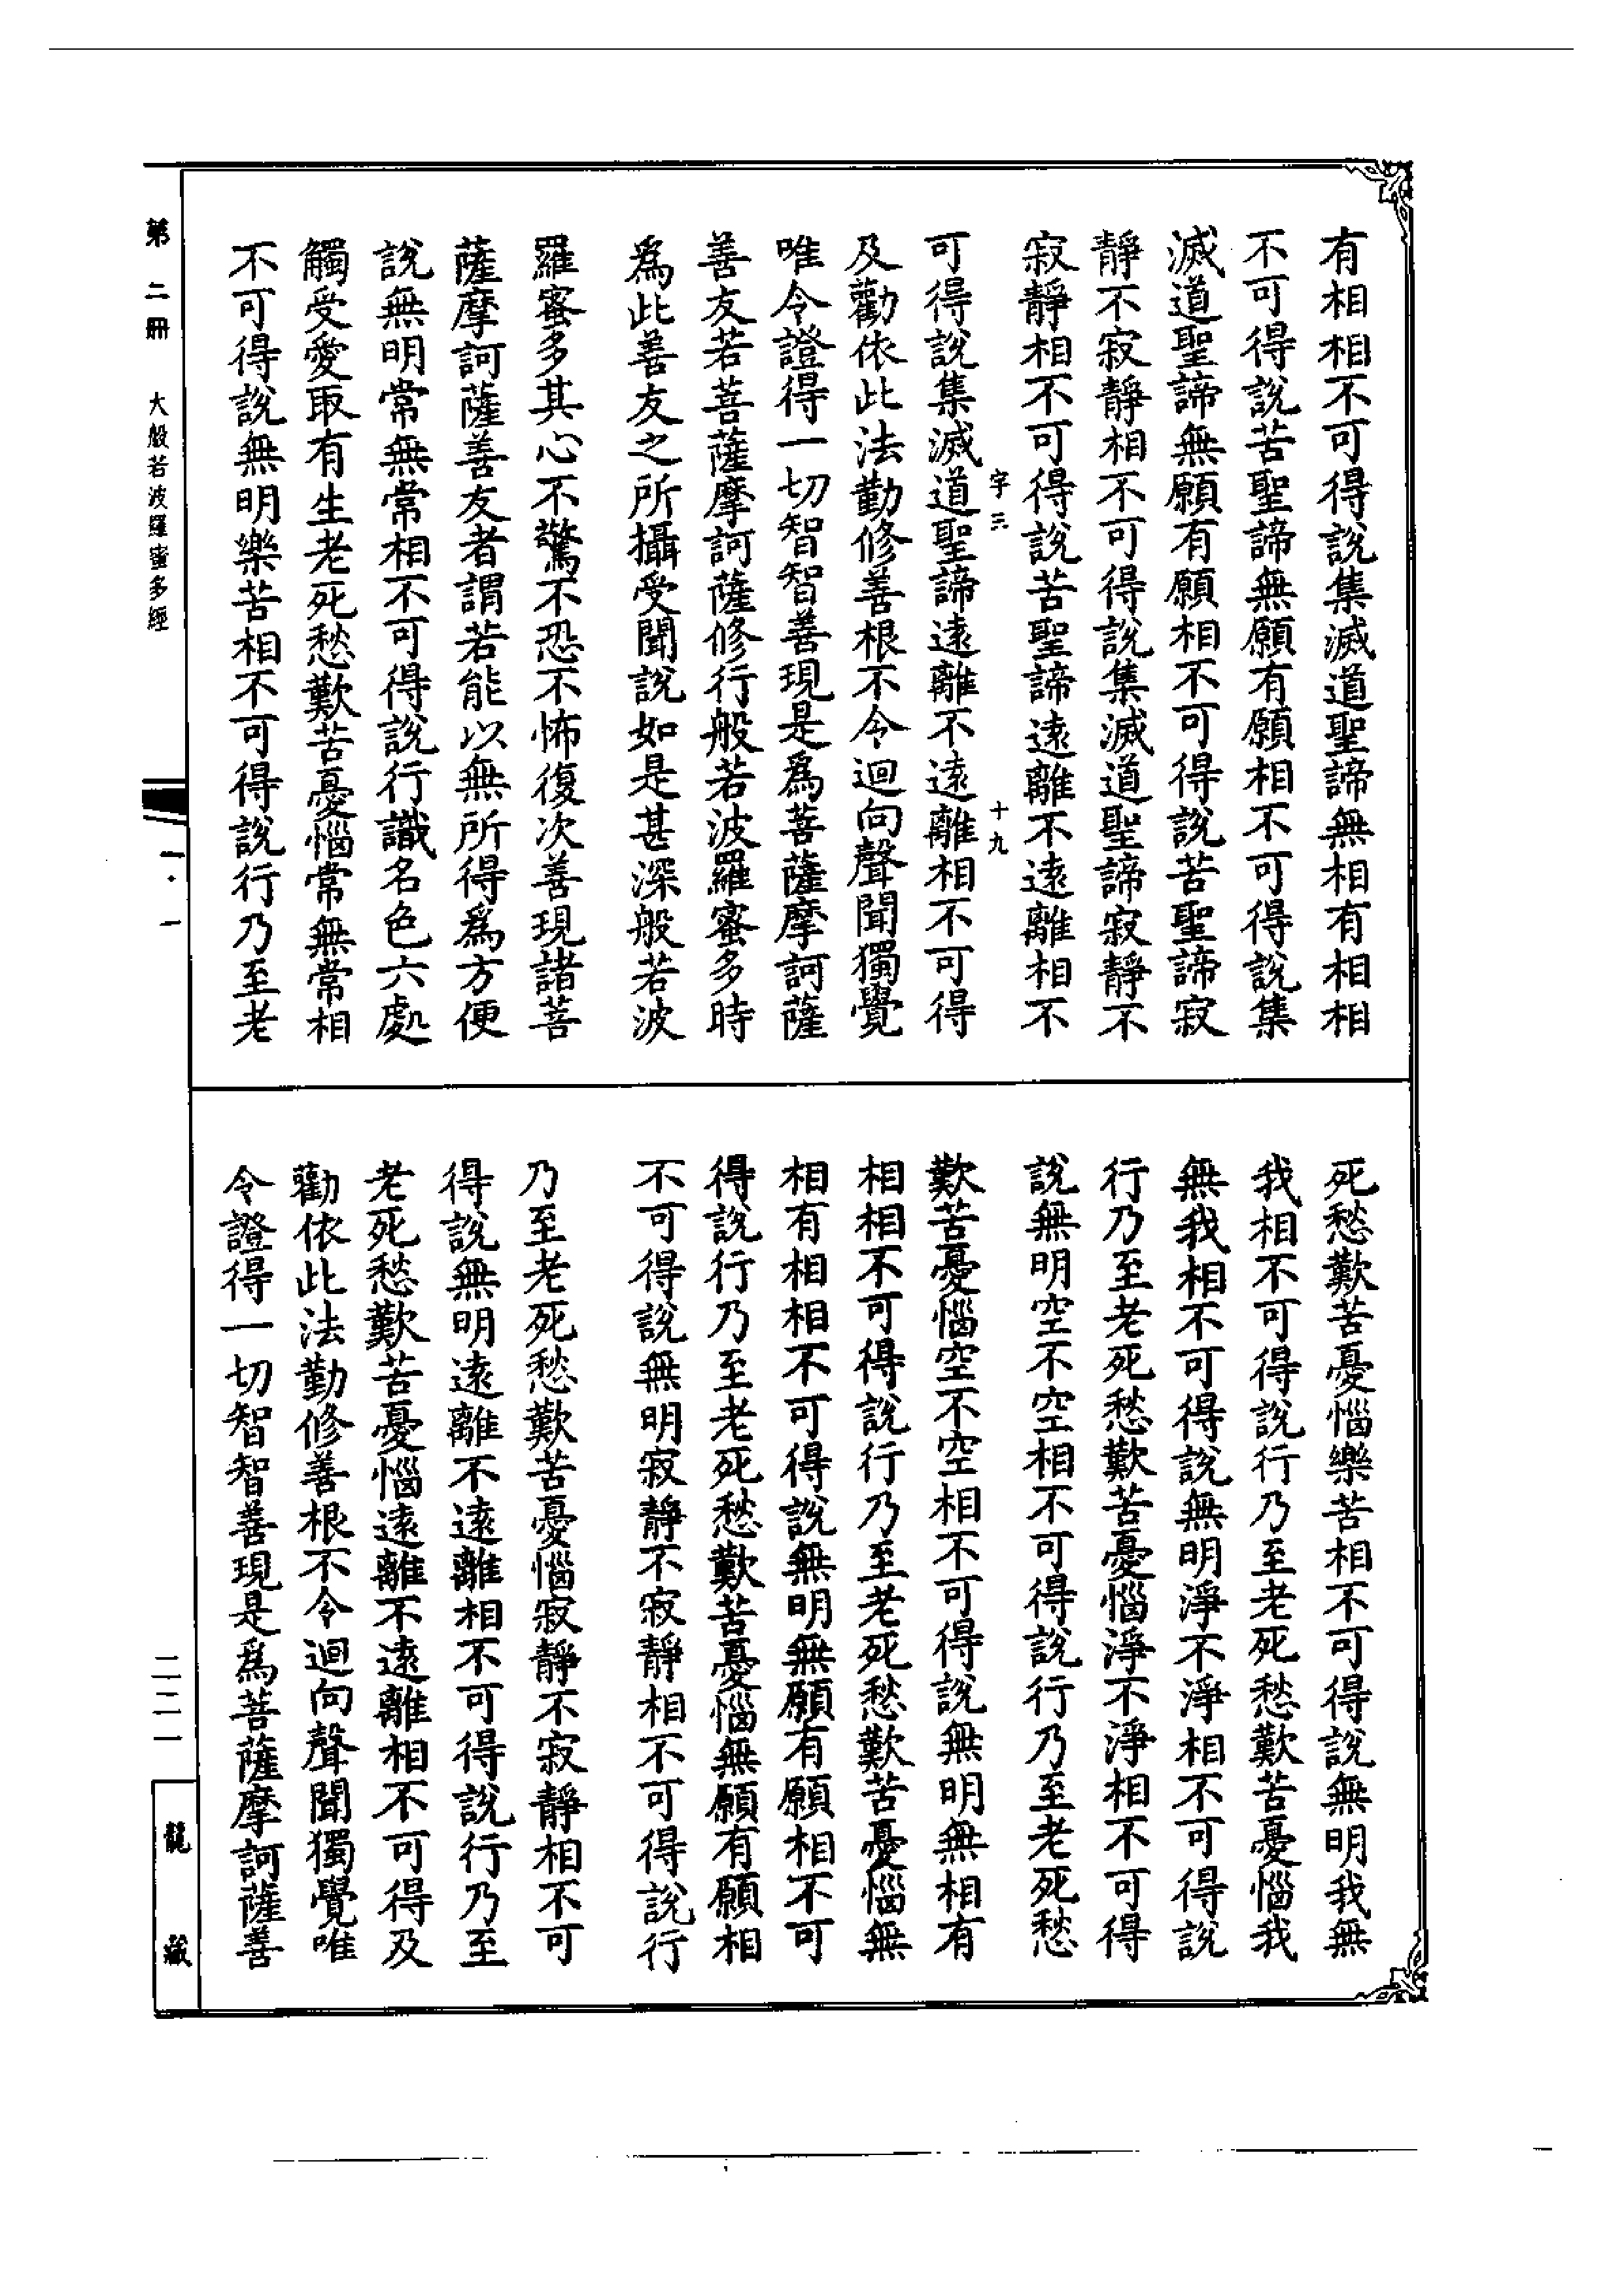 有相相不可得說集滅道聖諦無相有相相
不可得說苦聖諦無願有願相不可得說集
滅道聖諦無願有願相不可得說苦聖諦寂
靜不寂靜相不可得說集滅道聖諦寂靜不
寂靜相不可得說苦聖諦遠離不遠離相不
字三 十九
可得說集滅道聖諦遠離不遠離相不可得
及勸依此法勤修善根不令迴向聲聞獨覺
唯令證得一切智智善現是為菩薩摩訶薩
善友若菩薩摩訶薩修行般若波羅蜜多時
為此善友之所攝受聞說如是甚深般若波
羅蜜多其心不驚不恐不怖復次善現諸菩
薩摩訶薩善友者謂若能以無所得為方便
說無明常無常相不可得說行識名色六處
觸受愛取有生老死愁歎苦憂惱常無常相
不可得說無明樂苦相不可得說行乃至老
死愁歎苦憂惱樂苦相不可得說無明我無
我相不可得說行乃至老死愁歎苦憂惱我
無我相不可得說無明淨不淨相不可得說
行乃至老死愁歎苦憂惱淨不淨相不可得
說無明空不空相不可得說行乃至老死愁
歎苦憂惱空不空相不可得說無明無相有
相相不可得說行乃至老死愁歎苦憂惱無
相有相相不可得說無明無願有願相不可
得說行乃至老死愁歎苦憂惱無願有願相
不可得說無明寂靜不寂靜相不可得說行
乃至老死愁歎苦憂惱寂靜不寂靜相不可
得說無明遠離不遠離相不可得說行乃至
老死愁歎苦憂惱遠離不遠離相不可得及
勸依此法勤修善根不令迴向聲聞獨覺唯
令證得一切智智善現是為菩薩摩訶薩善
第二冊 大般若波羅蜜多經 一·一
二二一
龍藏